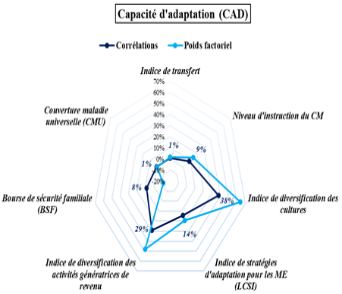 Capacité d'adaptation (CAD)
Corrélations
Poids factoriel
Indice de transfert
70%
60%
50%
40%
30%
20%
10%
0%
10%
20%
1%
9%
Couverture maladie
universelle (CMU)
Niveau d'instruction du CM
1%
8%
38%
Bourse de sécurité familiale
(BSF)
Indice de diversification des
cultures
29%
14%
Indice de diversification des
activités génératrices de
revenu
Indice de stratégies
d'adaptation pour les ME
(LCSI)